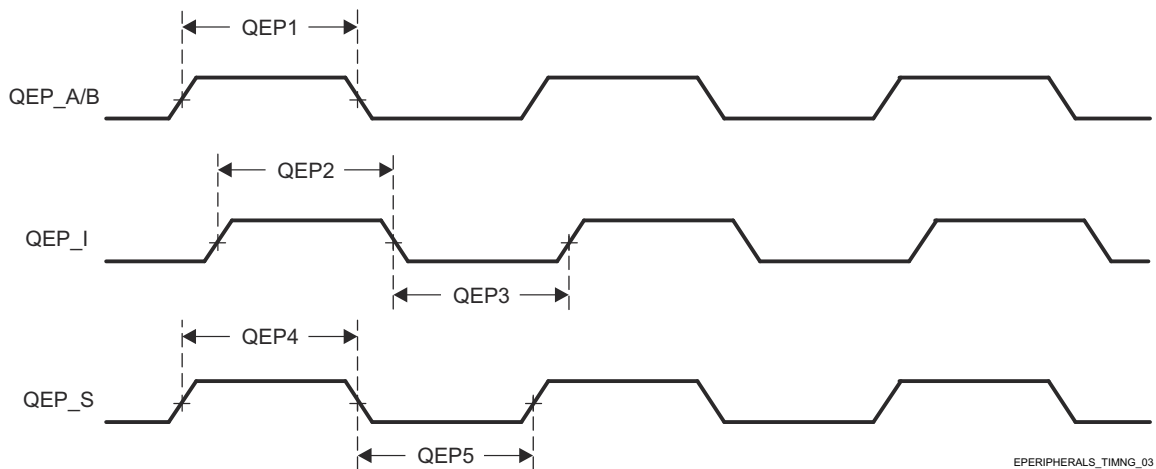 QEP1
QEP_A/B
QEP2
QEP_I
QEP3
QEP4
QEP_S
QEP5
EPERIPHERALS_TIMNG_03